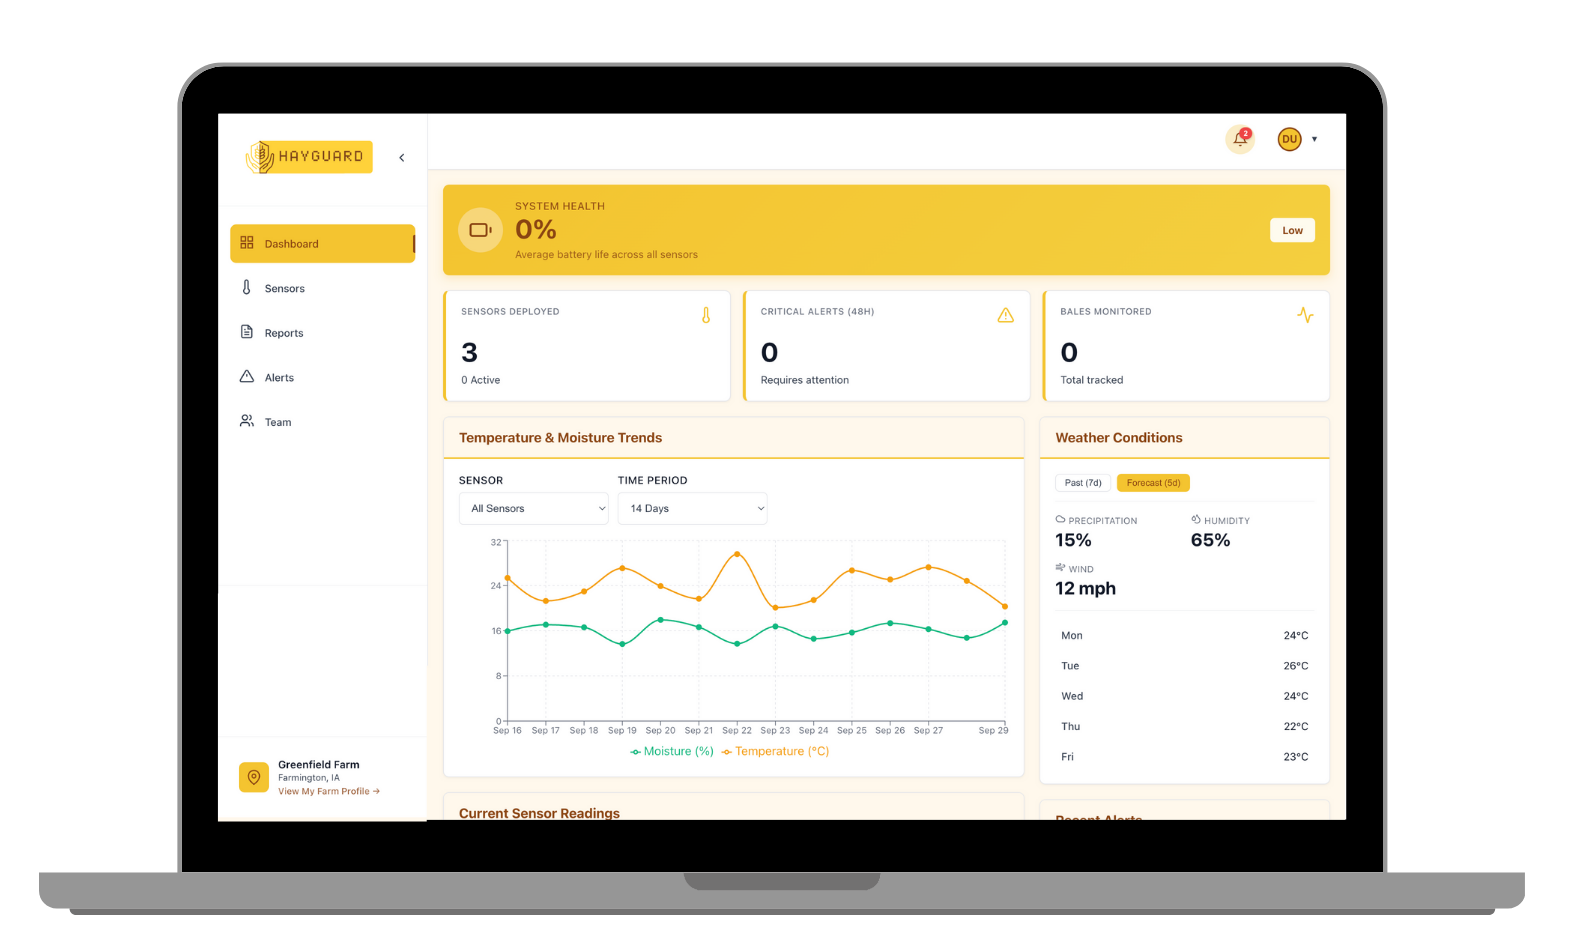 HAYGUARD
2
DU
Dashboard
Sensors
Reports
Alerts
Team
Greenfield Farm
Farmington, IA
View My Farm Profile →
SYSTEM HEALTH
0%
Average battery life across all sensors
Low
SENSORS DEPLOYED
3
0 Active
CRITICAL ALERTS (48H)
0
Requires attention
BALES MONITORED
0
Total tracked
Temperature & Moisture Trends
SENSOR TIME PERIOD
All Sensors 14 Days
32
24
16
8
0
Sep 16 Sep 17 Sep 18 Sep 19 Sep 20 Sep 21 Sep 22 Sep 23 Sep 24 Sep 25 Sep 26 Sep 27 Sep 29
Moisture (%) Temperature (°C)
Weather Conditions
Past (7d) Forecast (5d)
PRECIPITATION HUMIDITY
15% 65%
WIND
12 mph
Mon 24°C
Tue 26°C
Wed 24°C
Thu 22°C
Fri 23°C
Current Sensor Readings
Recent Alerts